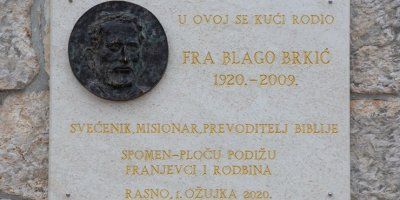 U OVOJ SE KUĆI RODIO
FRA BLAGO BRKIĆ
1920.–2009.
SVEĆENIK, MISIONAR, PREVODITELJ BIBLIJE
SPOMEN–PLOČU PODIŽU
FRANJEVCI I RODBINA
RASNO, 1. OŽUJKA 2020.